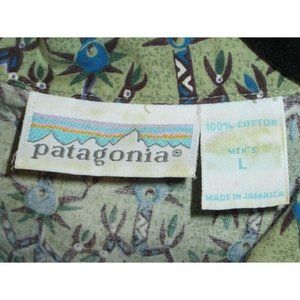 patagonia®
100% COTTON
MEN'S
L
MADE IN JAMAICA